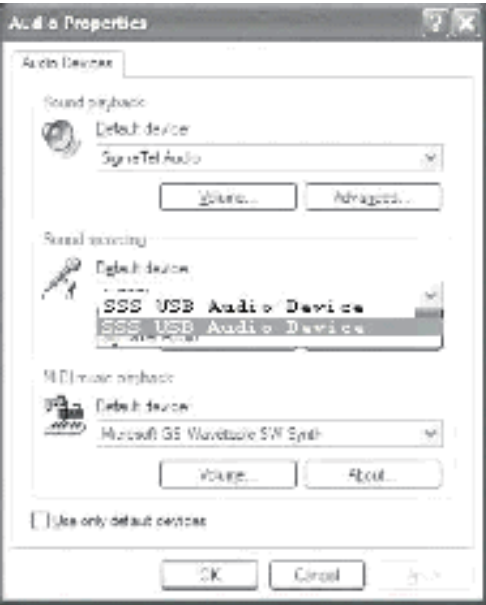 Audio Properties
Audio Devices
Sound playback
Default device:
SigmaTel Audio
Volume...
Advanced...
Sound recording
Default device:
SSS USB Audio Device
SSS USB Audio Device
MIDI music playback
Default device:
Microsoft GS Wavetable SW Synth
Volume...
About...
Use only default devices
OK
Cancel
Apply